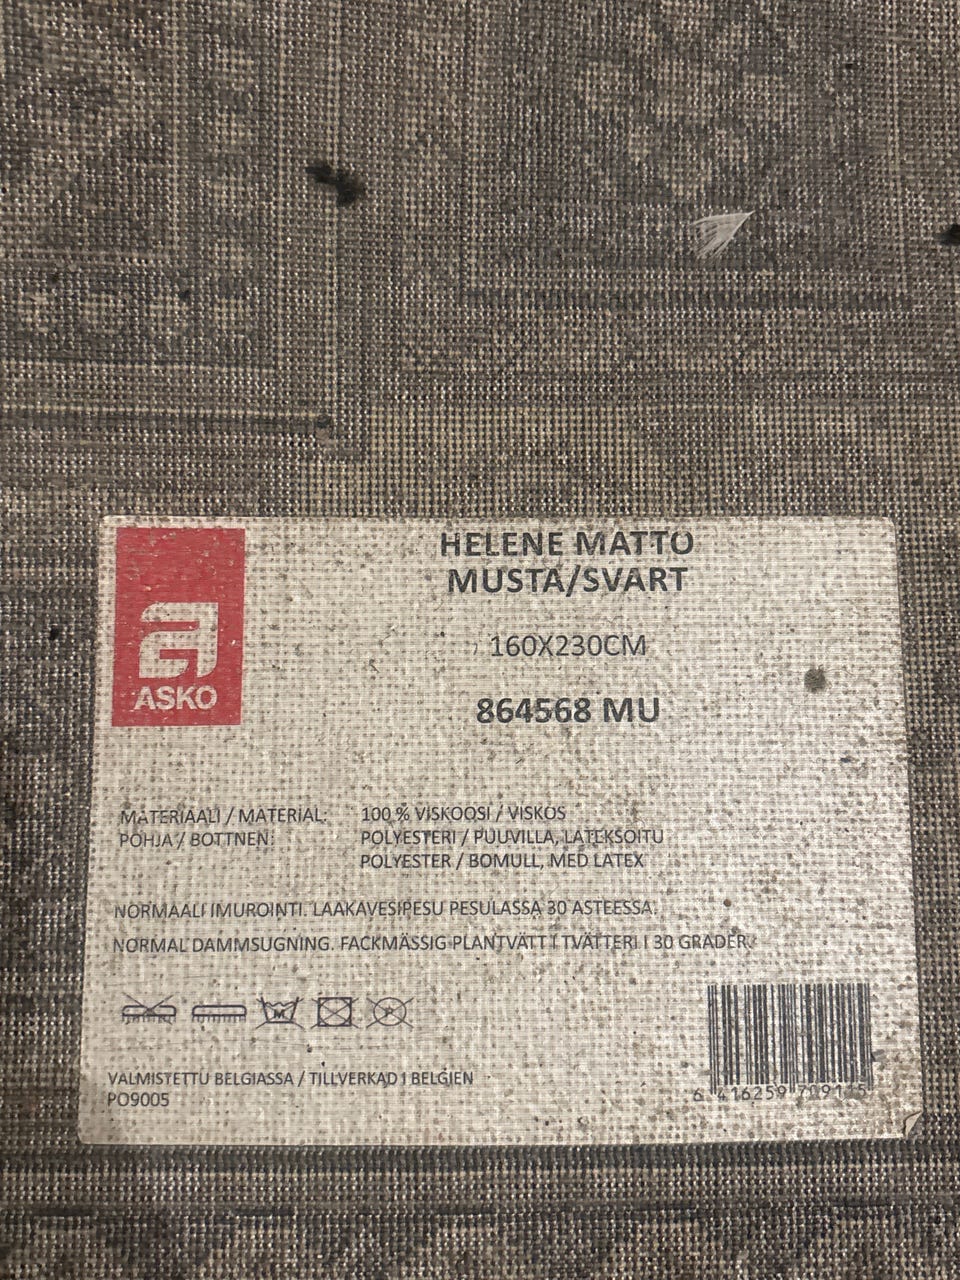 HELENE MATTO
MUSTA/SVART
160X230CM
864568 MU
ASKO
MATERIAALI / MATERIAL: 100 % VISKOOSI / VISKOS
POHJA / BOTTNEN: POLYESTERI / PUUVILLA, LATEKSOITU
POLYESTER / BOMULL, MED LATEX
NORMAALI IMUROINTI. LAAKAVESIPESU PESULASSA 30 ASTEESSA.
NORMAL DAMMSUGNING. FACKMÄSSIG PLANTVÄTT I TVÄTTERI I 30 GRADER.
M P
VALMISTETTU BELGIASSA / TILLVERKAD I BELGIEN
PO9005
6 416259